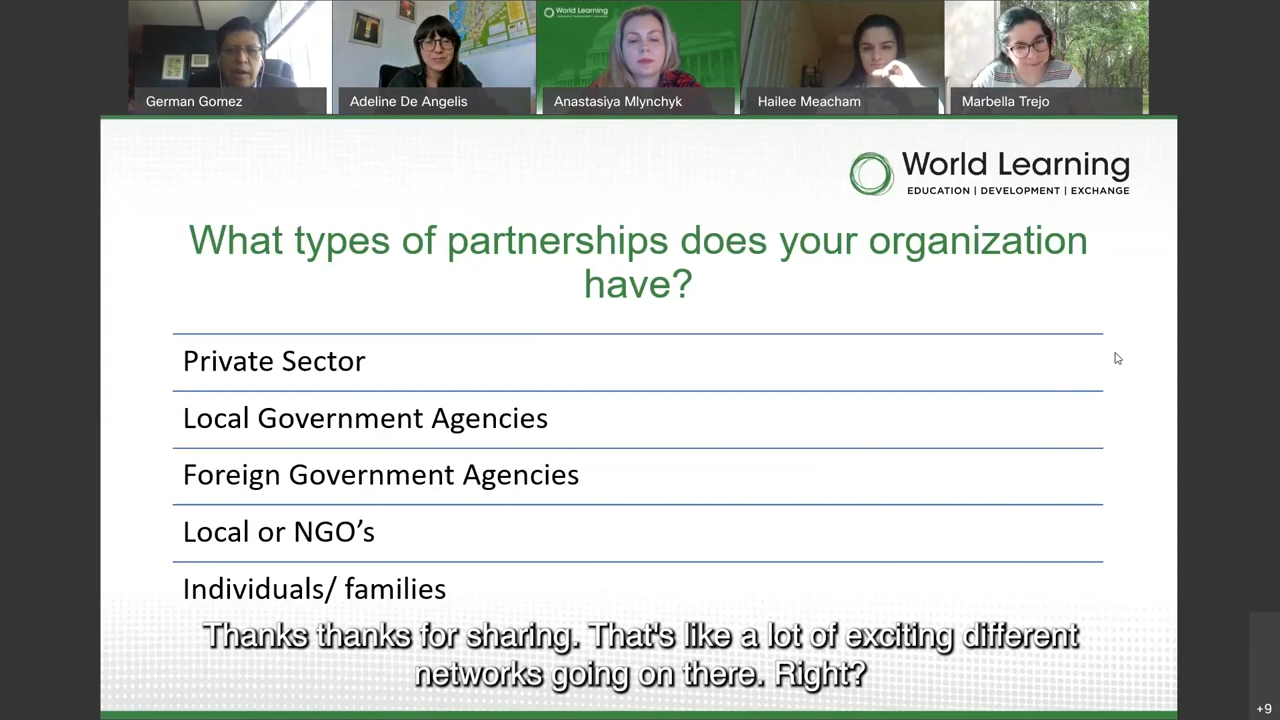 World Learning
German Gomez
Adeline De Angelis
Anastasiya Mlynchyk
Hailee Meacham
Marbella Trejo
World Learning
EDUCATION | DEVELOPMENT | EXCHANGE
What types of partnerships does your organization
have?
Private Sector
Local Government Agencies
Foreign Government Agencies
Local or NGO’s
Individuals/ families
Thanks thanks for sharing. That's like a lot of exciting different
networks going on there. Right?
+9